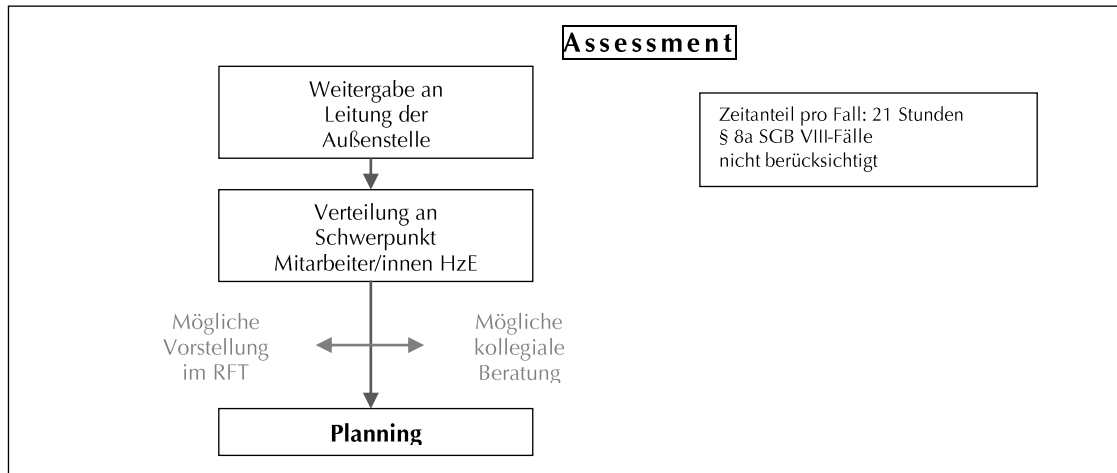 Assessment
Weitergabe an
Leitung der
Außenstelle
Zeitanteil pro Fall: 21 Stunden
§ 8a SGB VIII-Fälle
nicht berücksichtigt
Verteilung an
Schwerpunkt
Mitarbeiter/innen HzE
Mögliche
Vorstellung
im RFT
Mögliche
kollegiale
Beratung
Planning